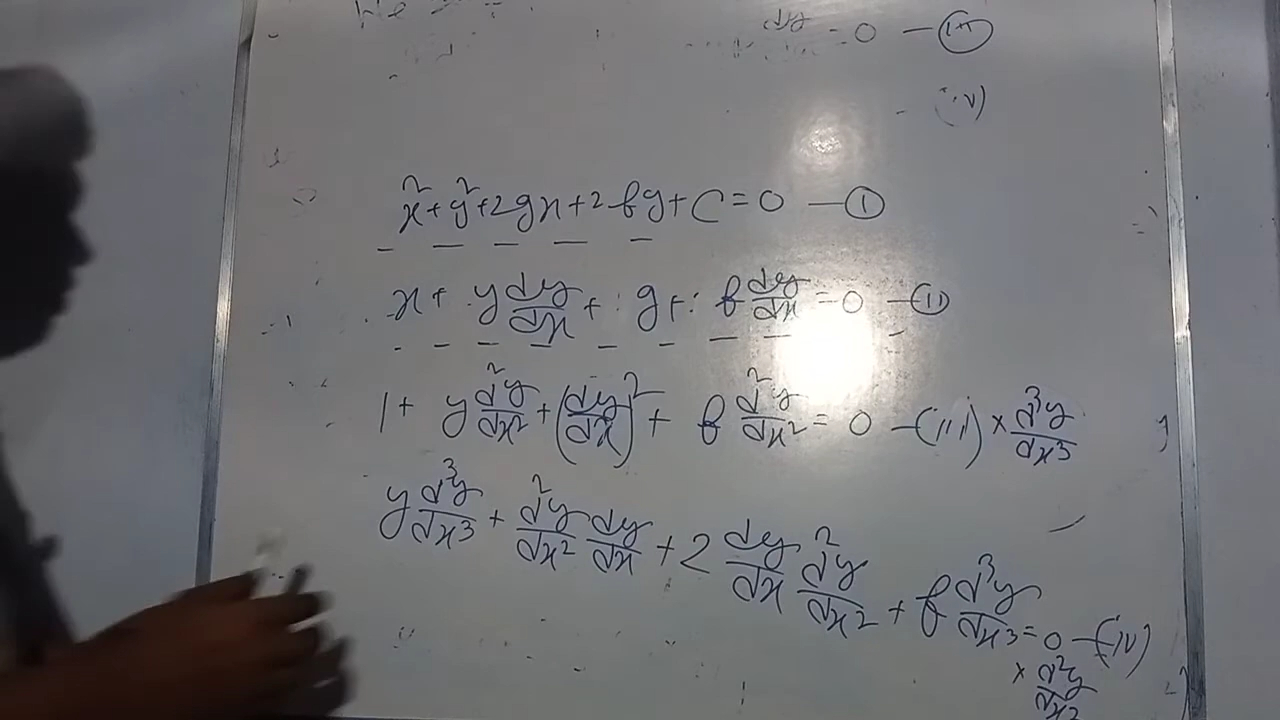 We
dy = 0 — (iii)
(iv)
x² + y² + 2gx + 2fy + C = 0 — (1)
x + y dy/dx + g + f dy/dx = 0 — (ii)
1 + y d²y/dx² + (dy/dx)² + f d²y/dx² = 0 — (iii) × d³y/dx³
y d³y/dx³ + d²y/dx² dy/dx + 2 dy/dx d²y/dx² + f d³y/dx³ = 0 — (iv)
× d²y/dx²